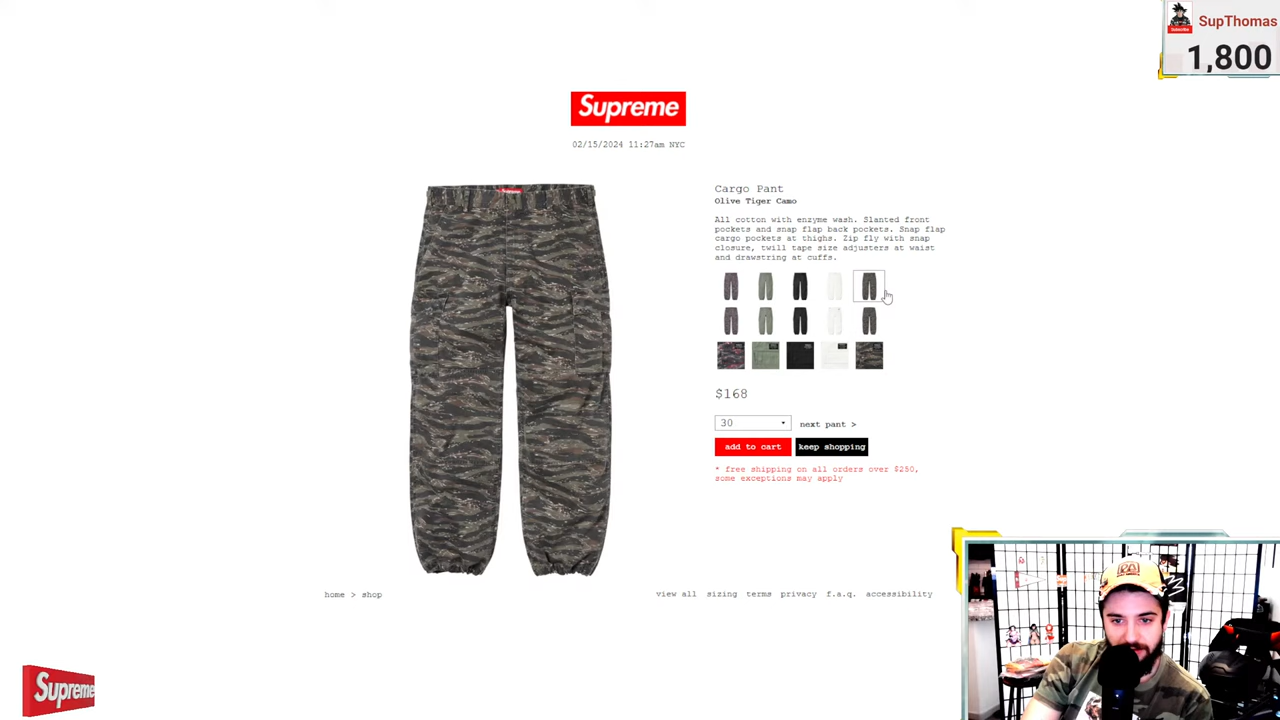 SupThomas
Subscribe
1,800
Supreme
02/15/2024 11:27am NYC
Supreme
Cargo Pant
Olive Tiger Camo
All cotton with enzyme wash. Slanted front
pockets and snap flap back pockets. Snap flap
cargo pockets at thighs. Zip fly with snap
closure, twill tape size adjusters at waist
and drawstring at cuffs.
$168
30
next pant >
add to cart
keep shopping
* free shipping on all orders over $250,
some exceptions may apply
home > shop
view all sizing terms privacy f.a.q. accessibility
Supreme